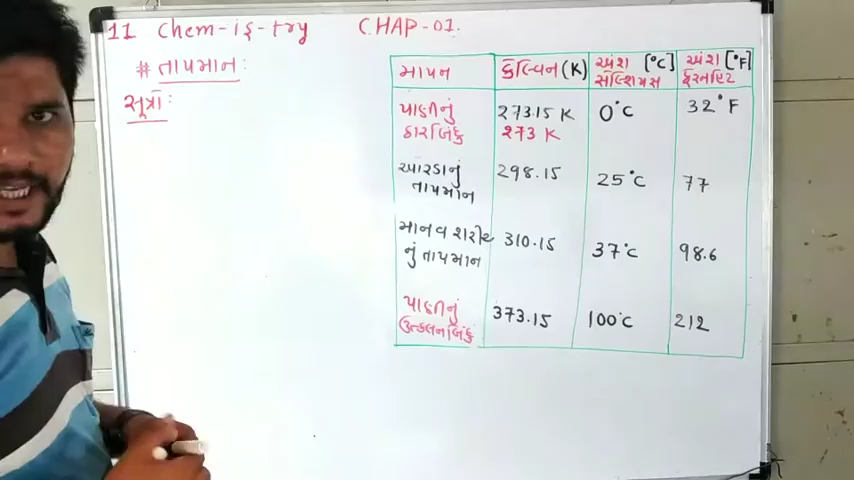 11 Chem-is-try CHAP-01.
# તાપમાન:
સૂત્રો:
માપન કેલ્વિન (K) અંશ [°C] સેલ્શિયસ અંશ [°F] ફેરનહિટ
પાણીનું ઠારબિંદુ 273.15 K 273 K 0°C 32°F
ઓરડાનું તાપમાન 298.15 25°C 77
માનવ શરીર નું તાપમાન 310.15 37°C 98.6
પાણીનું ઉત્કલનબિંદુ 373.15 100°C 212